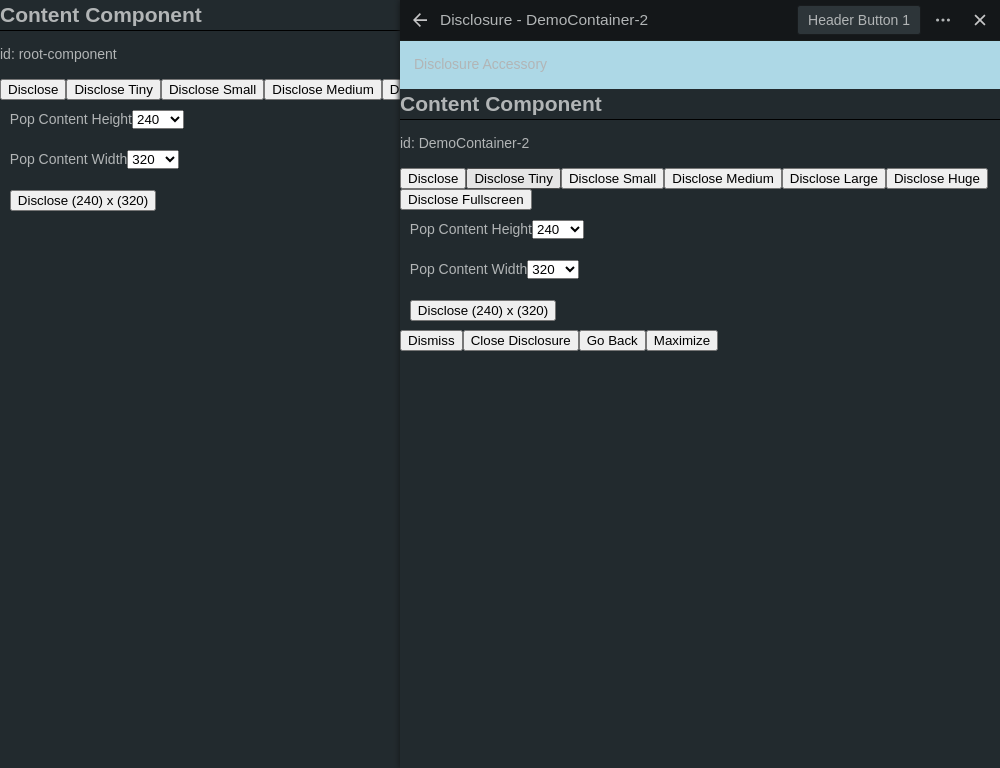 Content Component
id: root-component
Disclose Disclose Tiny Disclose Small Disclose Medium D
Pop Content Height 240
Pop Content Width 320
Disclose (240) x (320)
Disclosure - DemoContainer-2 Header Button 1
Disclosure Accessory
Content Component
id: DemoContainer-2
Disclose Disclose Tiny Disclose Small Disclose Medium Disclose Large Disclose Huge
Disclose Fullscreen
Pop Content Height 240
Pop Content Width 320
Disclose (240) x (320)
Dismiss Close Disclosure Go Back Maximize